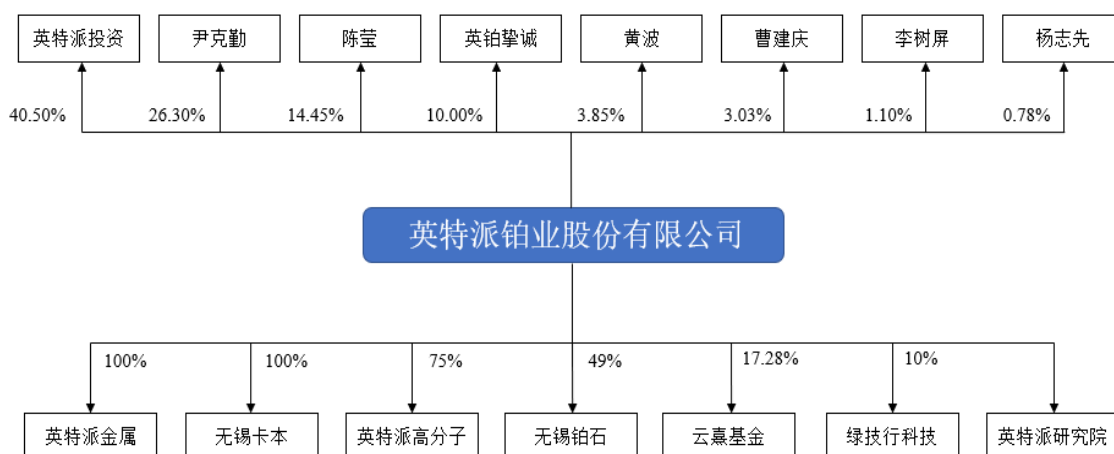 英特派投资
尹克勤
陈莹
英铂挚诚
黄波
曹建庆
李树屏
杨志先
40.50%
26.30%
14.45%
10.00%
3.85%
3.03%
1.10%
0.78%
英特派铂业股份有限公司
100%
100%
75%
49%
17.28%
10%
英特派金属
无锡卡本
英特派高分子
无锡铂石
云熹基金
绿技行科技
英特派研究院